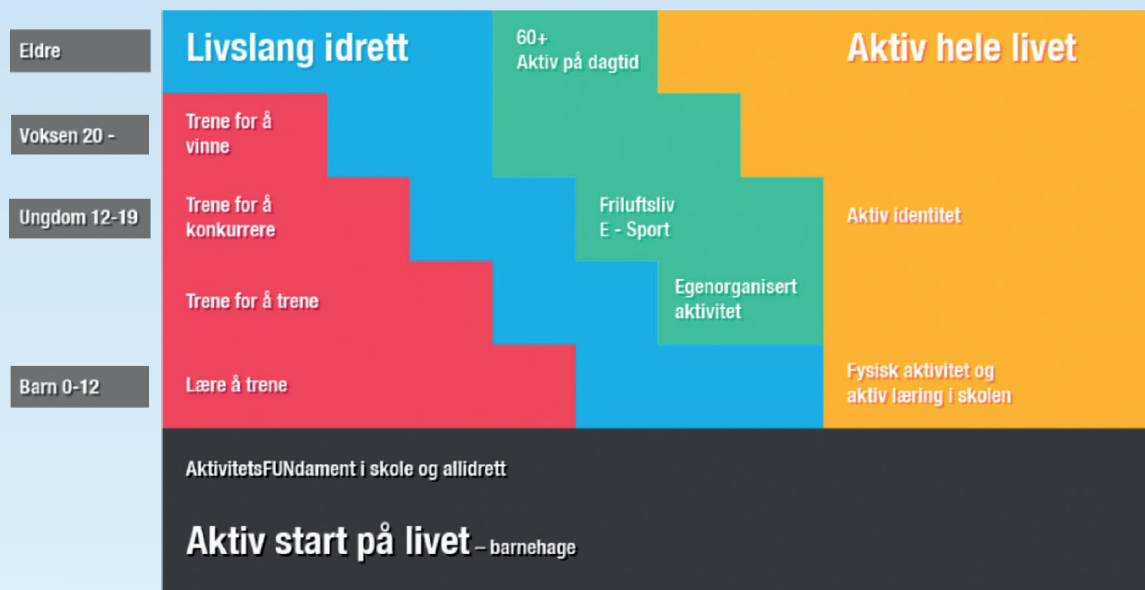 Eldre
Livslang idrett
60+
Aktiv på dagtid
Aktiv hele livet
Voksen 20 -
Trene for å
vinne
Ungdom 12-19
Trene for å
konkurrere
Friluftsliv
E - Sport
Aktiv identitet
Trene for å trene
Egenorganisert
aktivitet
Barn 0-12
Lære å trene
Fysisk aktivitet og
aktiv læring i skolen
AktivitetsFUNdament i skole og allidrett
Aktiv start på livet – barnehage